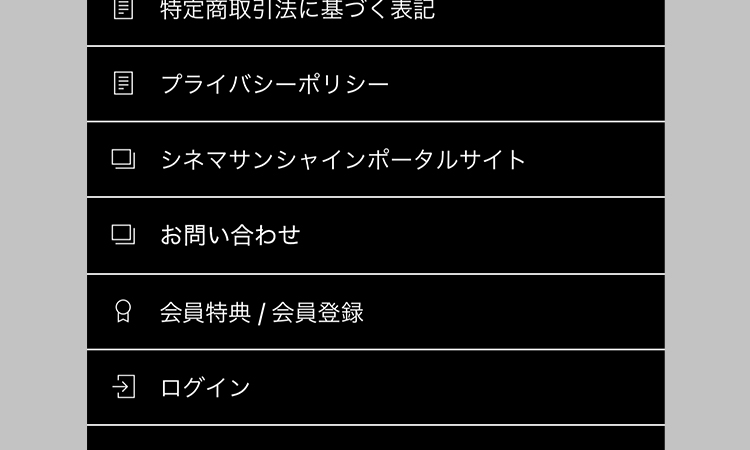 特定商取引法に基づく表記
プライバシーポリシー
シネマサンシャインポータルサイト
お問い合わせ
会員特典 / 会員登録
ログイン